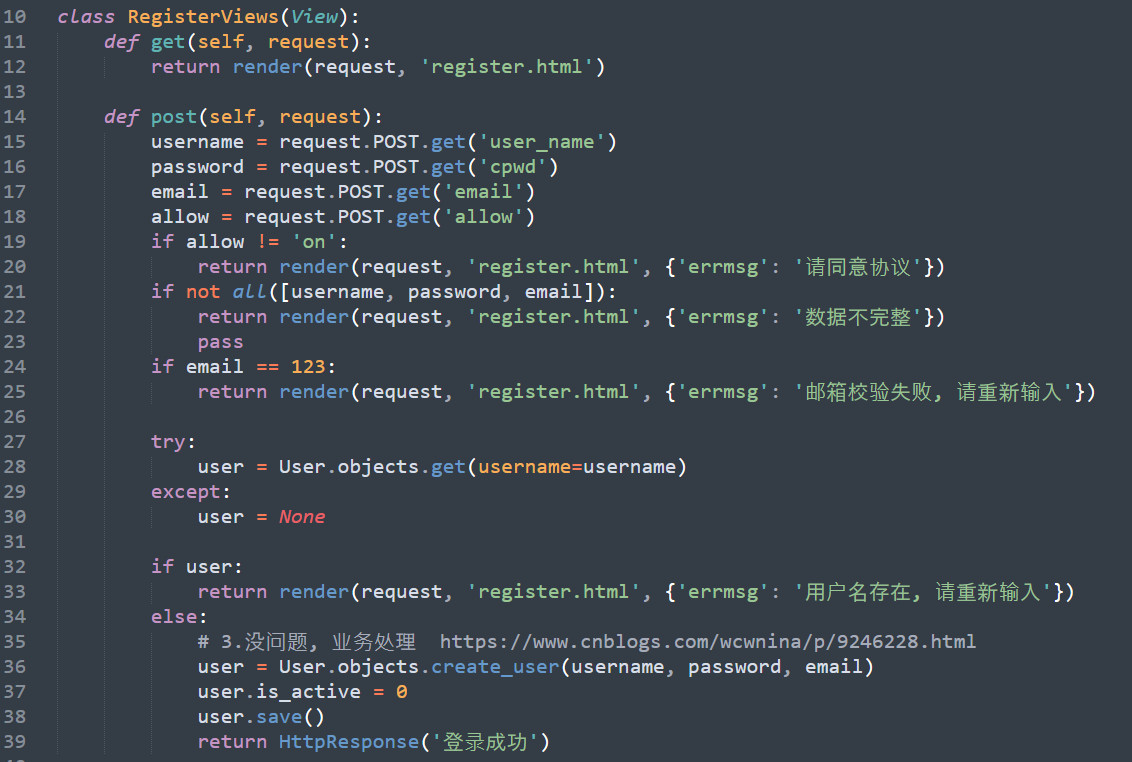 10 class RegisterViews(View):
11     def get(self, request):
12         return render(request, 'register.html')
13
14     def post(self, request):
15         username = request.POST.get('user_name')
16         password = request.POST.get('cpwd')
17         email = request.POST.get('email')
18         allow = request.POST.get('allow')
19         if allow != 'on':
20             return render(request, 'register.html', {'errmsg': '请同意协议'})
21         if not all([username, password, email]):
22             return render(request, 'register.html', {'errmsg': '数据不完整'})
23             pass
24         if email == 123:
25             return render(request, 'register.html', {'errmsg': '邮箱校验失败, 请重新输入'})
26
27         try:
28             user = User.objects.get(username=username)
29         except:
30             user = None
31
32         if user:
33             return render(request, 'register.html', {'errmsg': '用户名存在, 请重新输入'})
34         else:
35             # 3.没问题, 业务处理  https://www.cnblogs.com/wcwnina/p/9246228.html
36             user = User.objects.create_user(username, password, email)
37             user.is_active = 0
38             user.save()
39             return HttpResponse('登录成功')